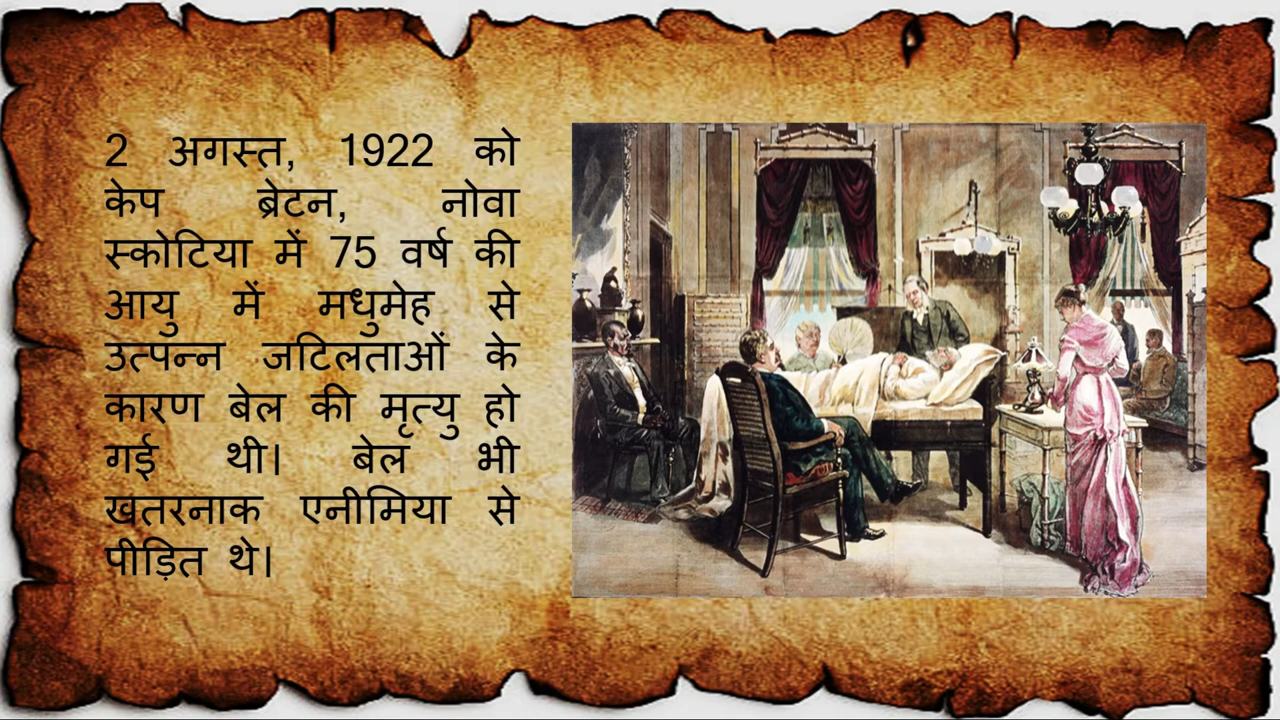 2 अगस्त, 1922 को
केप ब्रेटन, नोवा
स्कोटिया में 75 वर्ष की
आयु में मधुमेह से
उत्पन्न जटिलताओं के
कारण बेल की मृत्यु हो
गई थी। बेल भी
खतरनाक एनीमिया से
पीड़ित थे।